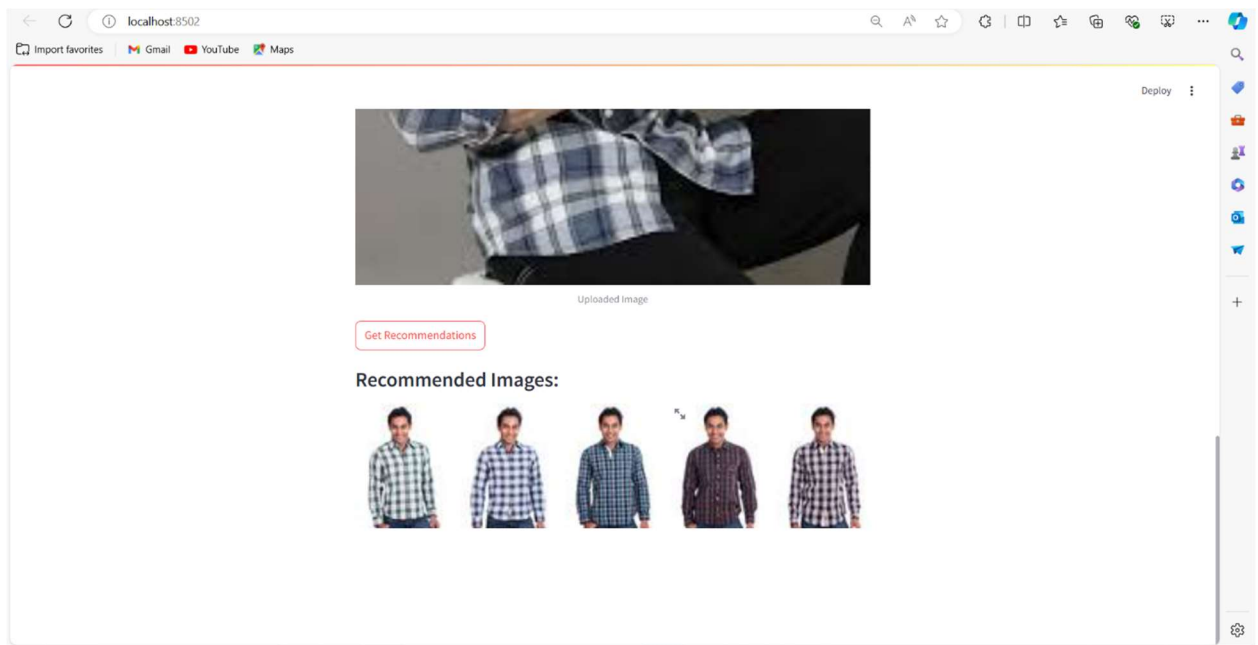 localhost:8502
Import favorites Gmail YouTube Maps
Deploy
Uploaded Image
Get Recommendations
Recommended Images: